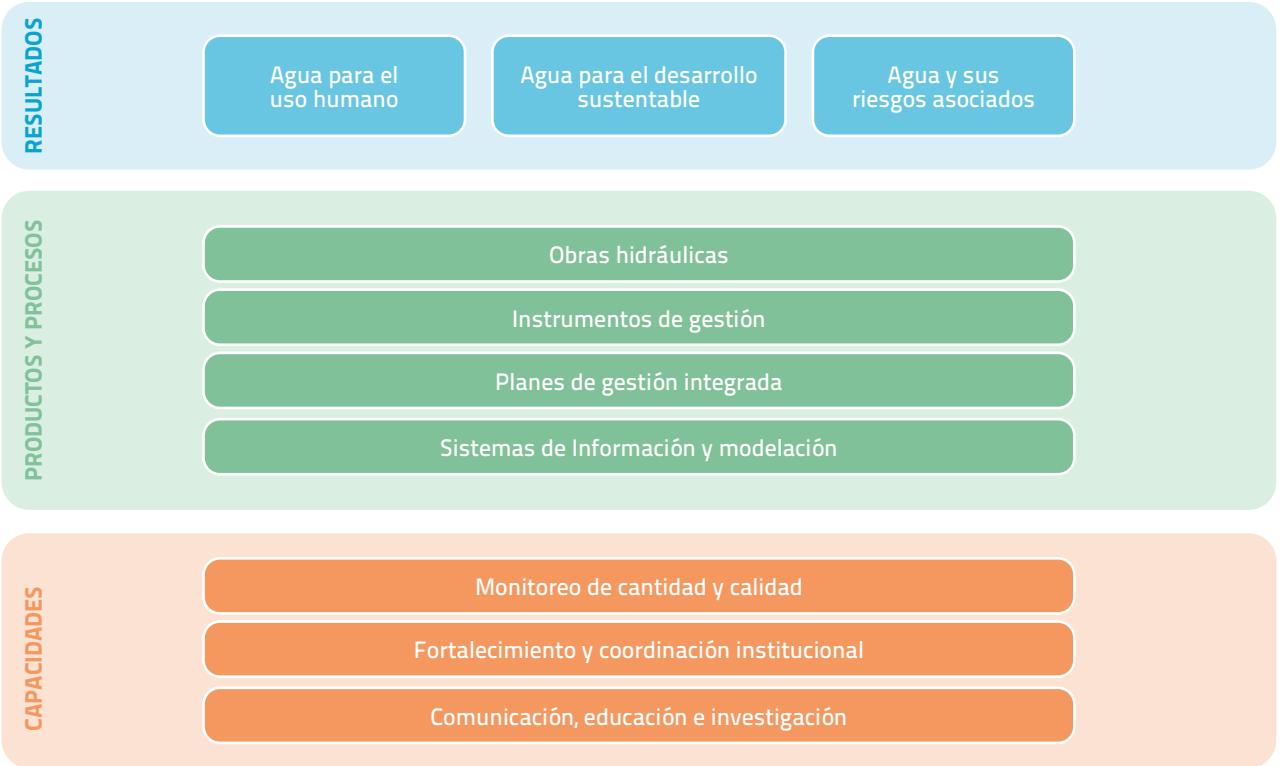 RESULTADOS
Agua para el
uso humano
Agua para el desarrollo
sustentable
Agua y sus
riesgos asociados
PRODUCTOS Y PROCESOS
Obras hidráulicas
Instrumentos de gestión
Planes de gestión integrada
Sistemas de Información y modelación
CAPACIDADES
Monitoreo de cantidad y calidad
Fortalecimiento y coordinación institucional
Comunicación, educación e investigación